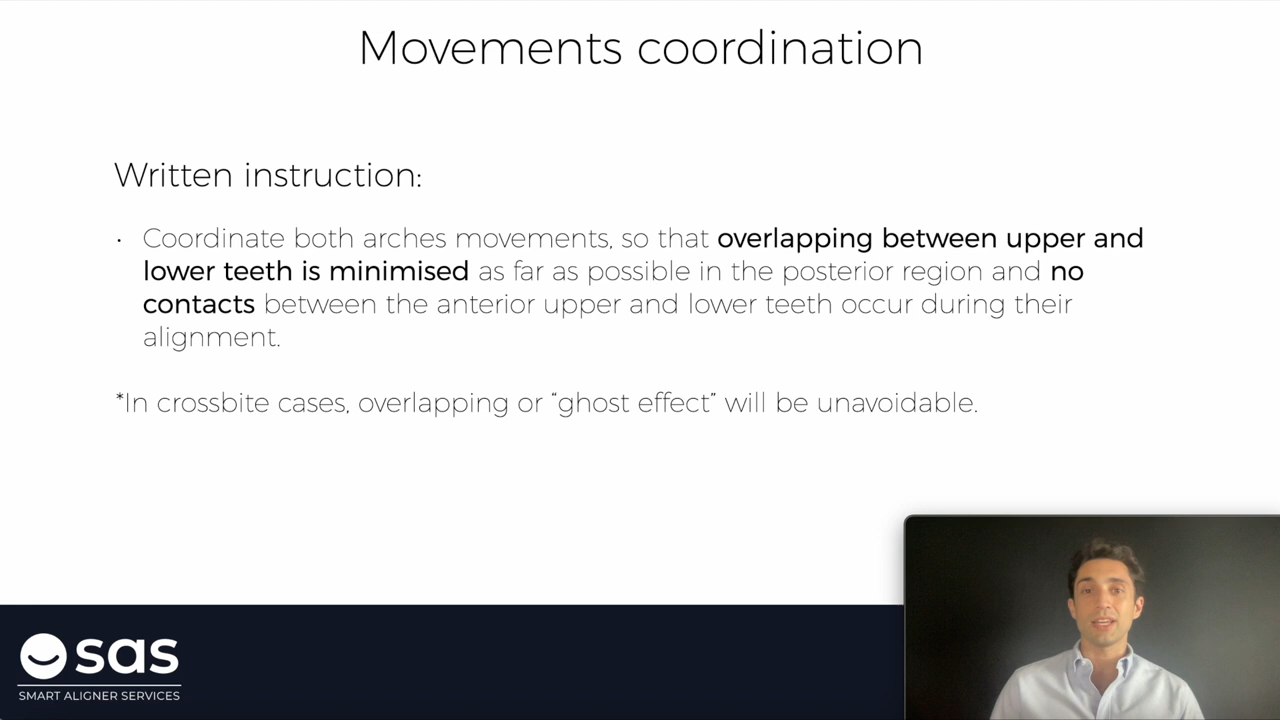 Movements coordination
Written instruction:
• Coordinate both arches movements, so that overlapping between upper and
lower teeth is minimised as far as possible in the posterior region and no
contacts between the anterior upper and lower teeth occur during their
alignment.
*In crossbite cases, overlapping or “ghost effect” will be unavoidable.
sas
SMART ALIGNER SERVICES